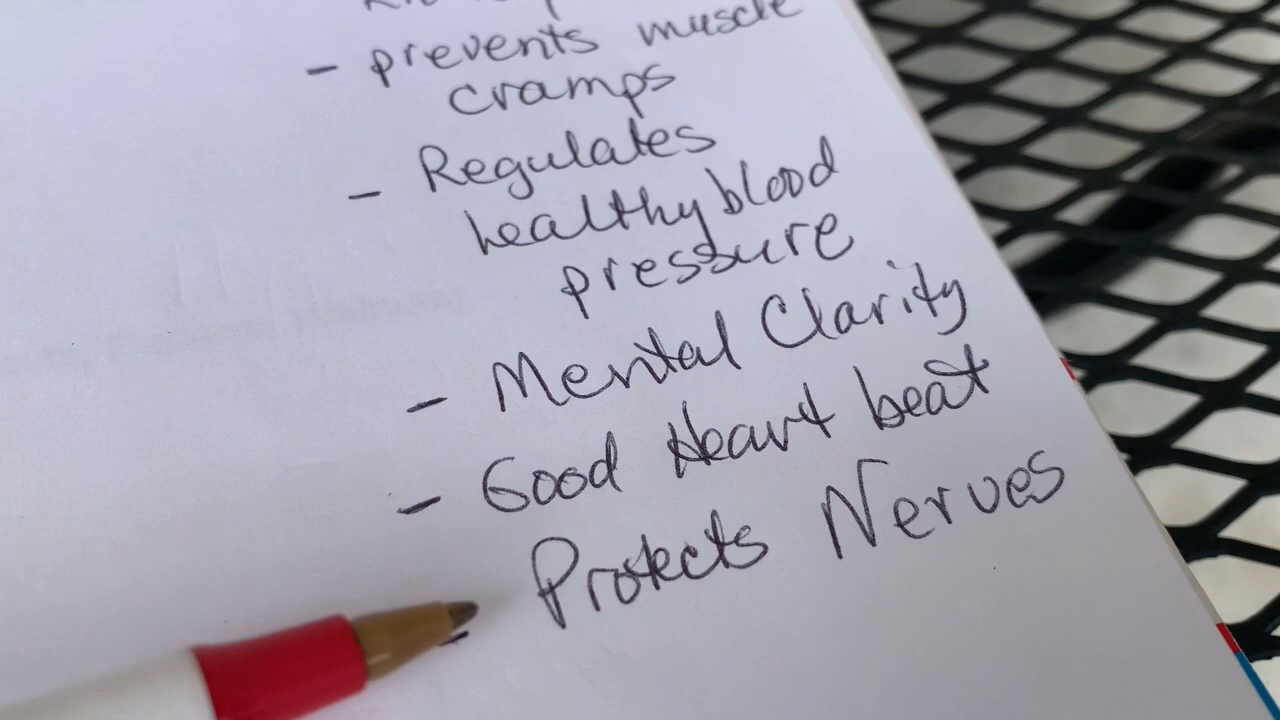 - prevents muscle
cramps
- Regulates
healthy blood
pressure
- Mental Clarity
- Good Heart beat
- Protects Nerves